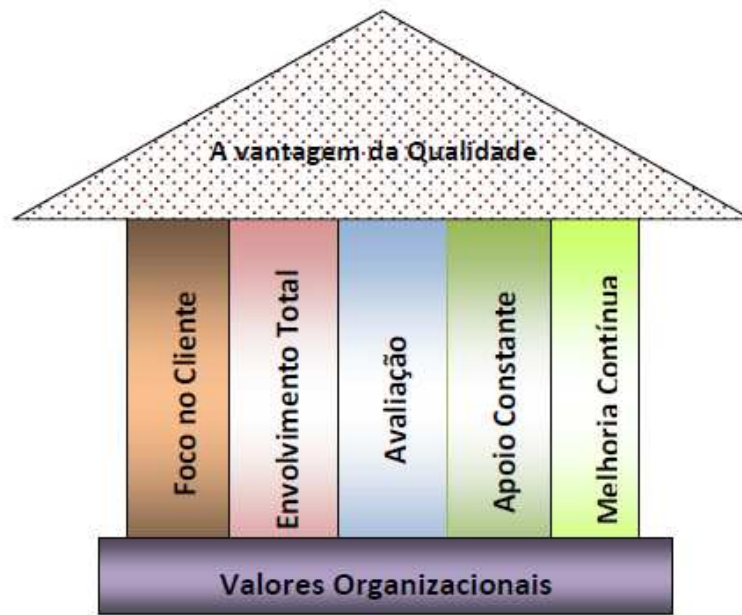 A vantagem da Qualidade
Foco no Cliente
Envolvimento Total
Avaliação
Apoio Constante
Melhoria Contínua
Valores Organizacionais